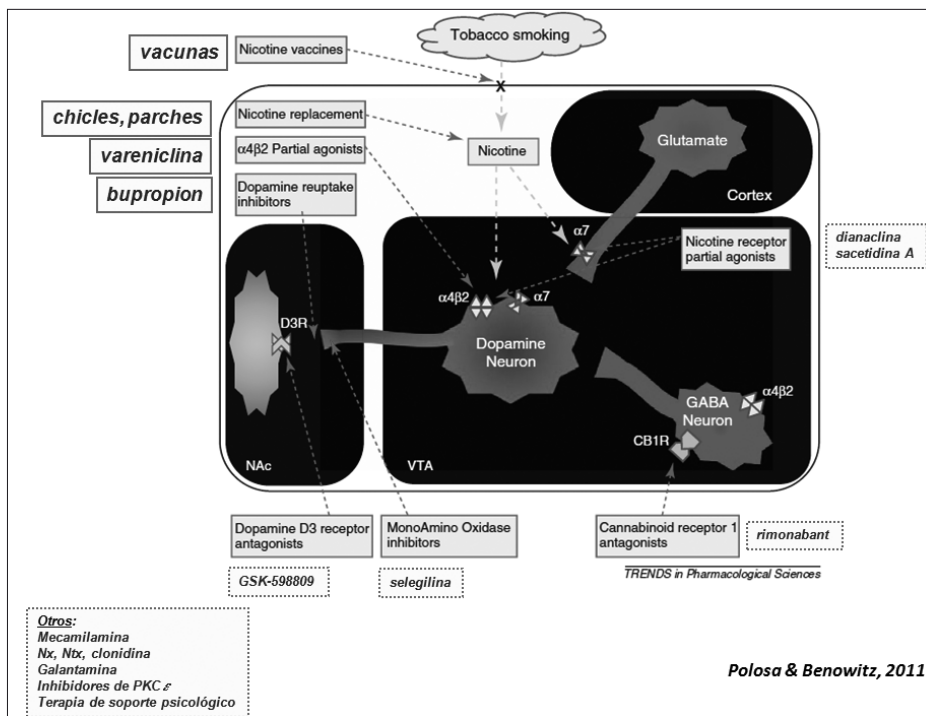 Tobacco smoking
vacunas
Nicotine vaccines
x
chicles, parches
Nicotine replacement
vareniclina
α4β2 Partial agonists
Nicotine
bupropion
Dopamine reuptake
inhibitors
Glutamate
Cortex
α7
Nicotine receptor
partial agonists
dianaclina
sacetidina A
α4β2
α7
D3R
Dopamine
Neuron
GABA
Neuron
α4β2
CB1R
NAc
VTA
Dopamine D3 receptor
antagonists
MonoAmino Oxidase
inhibitors
Cannabinoid receptor 1
antagonists
rimonabant
GSK-598809
selegilina
TRENDS in Pharmacological Sciences
Otros:
Mecamilamina
Nx, Ntx, clonidina
Galantamina
Inhibidores de PKC ε
Terapia de soporte psicológico
Polosa & Benowitz, 2011